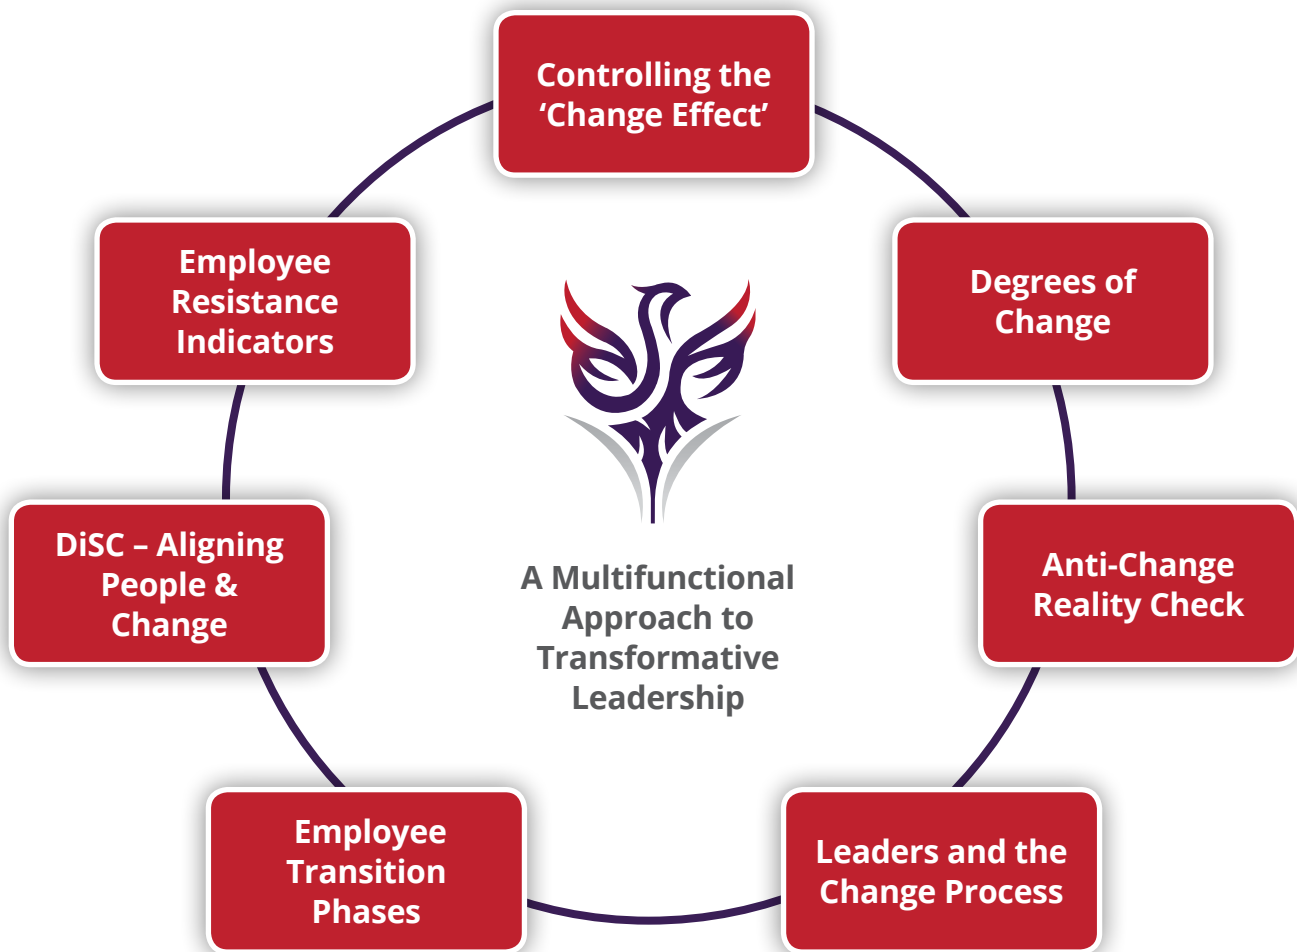 Controlling the
‘Change Effect’
Degrees of
Change
Anti-Change
Reality Check
Leaders and the
Change Process
Employee
Transition
Phases
DiSC – Aligning
People &
Change
Employee
Resistance
Indicators
A Multifunctional
Approach to
Transformative
Leadership